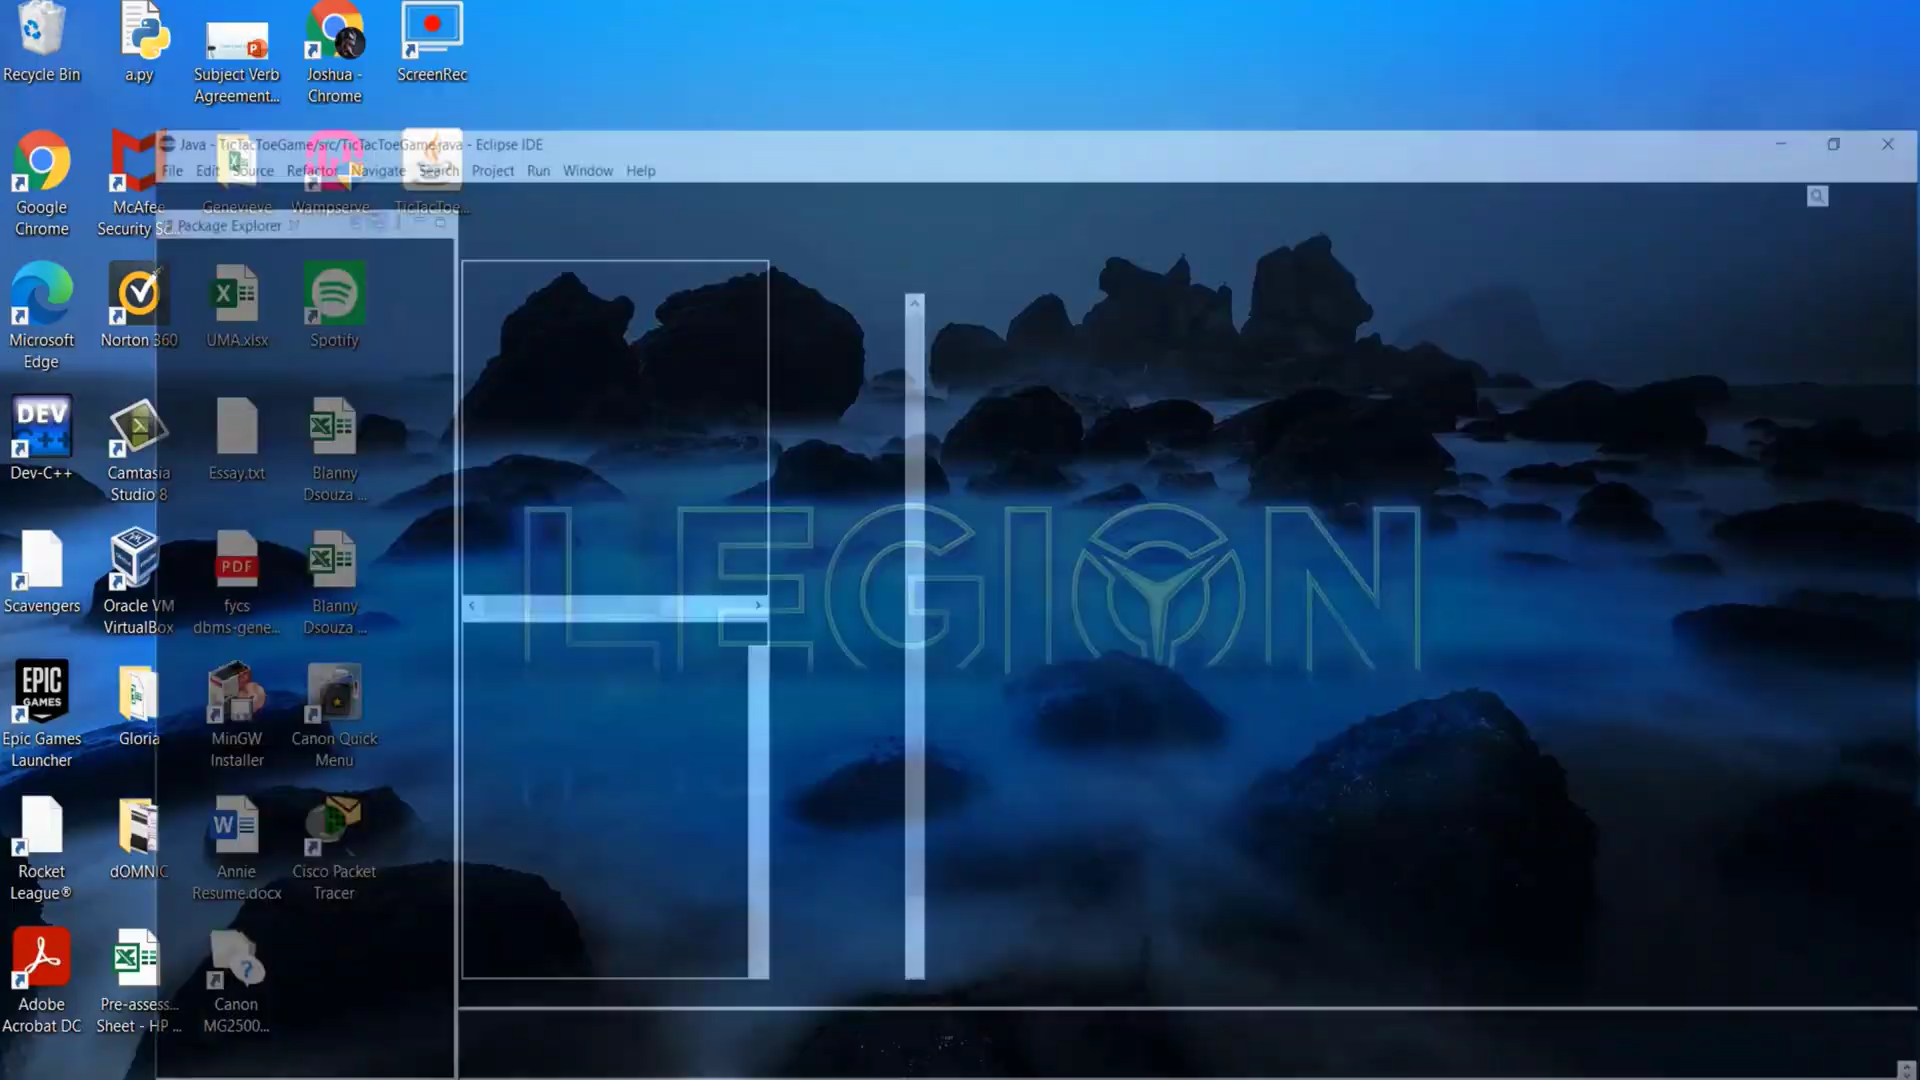 Recycle Bin
a.py
Subject Verb
Agreement...
Joshua -
Chrome
ScreenRec
Java - TicTacToeGame/src/TicTacToeGame.java - Eclipse IDE
File Edit Source Refactor Navigate Search Project Run Window Help
Google
Chrome
McAfee
Security Sc...
Genevieve
Wampserve...
TicTacToe...
Package Explorer
Microsoft
Edge
Norton 360
UMA.xlsx
Spotify
DEV
C++
Dev-C++
Camtasia
Studio 8
Essay.txt
Blanny
Dsouza ...
LEGION
Scavengers
Oracle VM
VirtualBox
PDF
fycs
dbms-gene...
Blanny
Dsouza ...
EPIC
GAMES
Epic Games
Launcher
Gloria
MinGW
Installer
Canon Quick
Menu
Rocket
League®
dOMNIC
Annie
Resume.docx
Cisco Packet
Tracer
Adobe
Acrobat DC
Pre-assess...
Sheet - HP ...
Canon
MG2500...